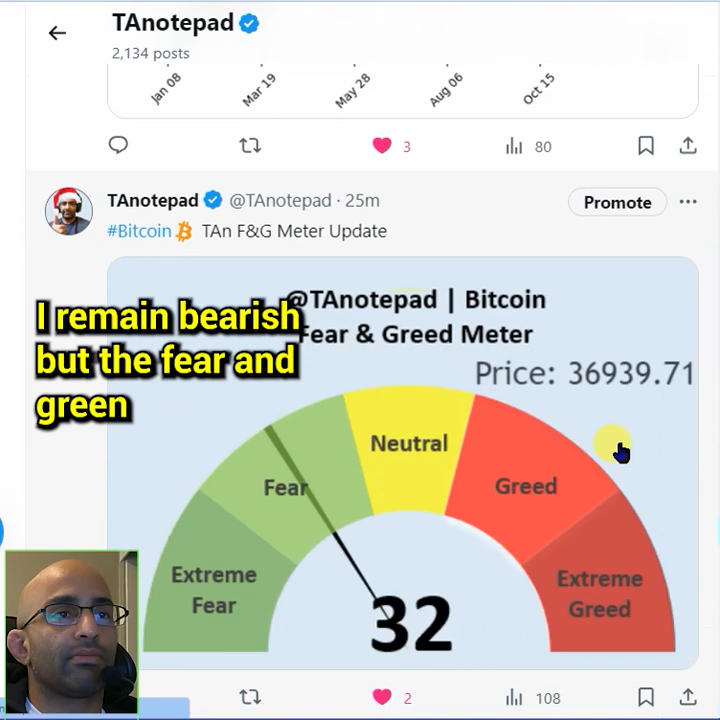 TAnotepad
2,134 posts
Jan 08
Mar 19
May 28
Aug 06
Oct 15
3
80
TAnotepad @TAnotepad · 25m
Promote
#Bitcoin TAn F&G Meter Update
@TAnotepad | Bitcoin
Fear & Greed Meter
Price: 36939.71
I remain bearish
but the fear and
green
Neutral
Fear
Greed
Extreme
Fear
Extreme
Greed
32
2
108